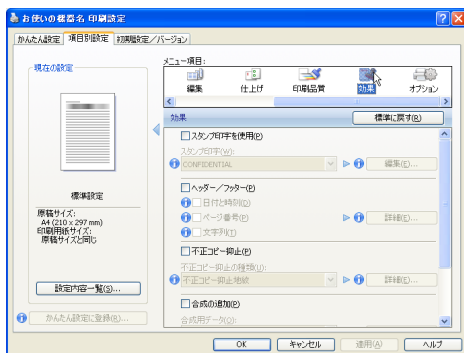 お使いの機器名 印刷設定
かんたん設定
項目別設定
初期設定／バージョン
現在の設定
標準設定
原稿サイズ:
A4 (210 x 297 mm)
印刷用紙サイズ:
原稿サイズと同じ
設定内容一覧(S)...
かんたん設定に登録(R)...
メニュー項目:
編集
仕上げ
印刷品質
効果
オプション
効果
標準に戻す(B)
スタンプ印字を使用(P)
スタンプ印字(W):
CONFIDENTIAL
編集(E)...
ヘッダー／フッター(P)
日付と時刻(D)
ページ番号(P)
文字列(T)
詳細(E)...
不正コピー抑止(P)
不正コピー抑止の種類(U):
不正コピー抑止地紋
詳細(E)...
合成の追加(P)
合成用データ(O):
OK
キャンセル
適用(A)
ヘルプ